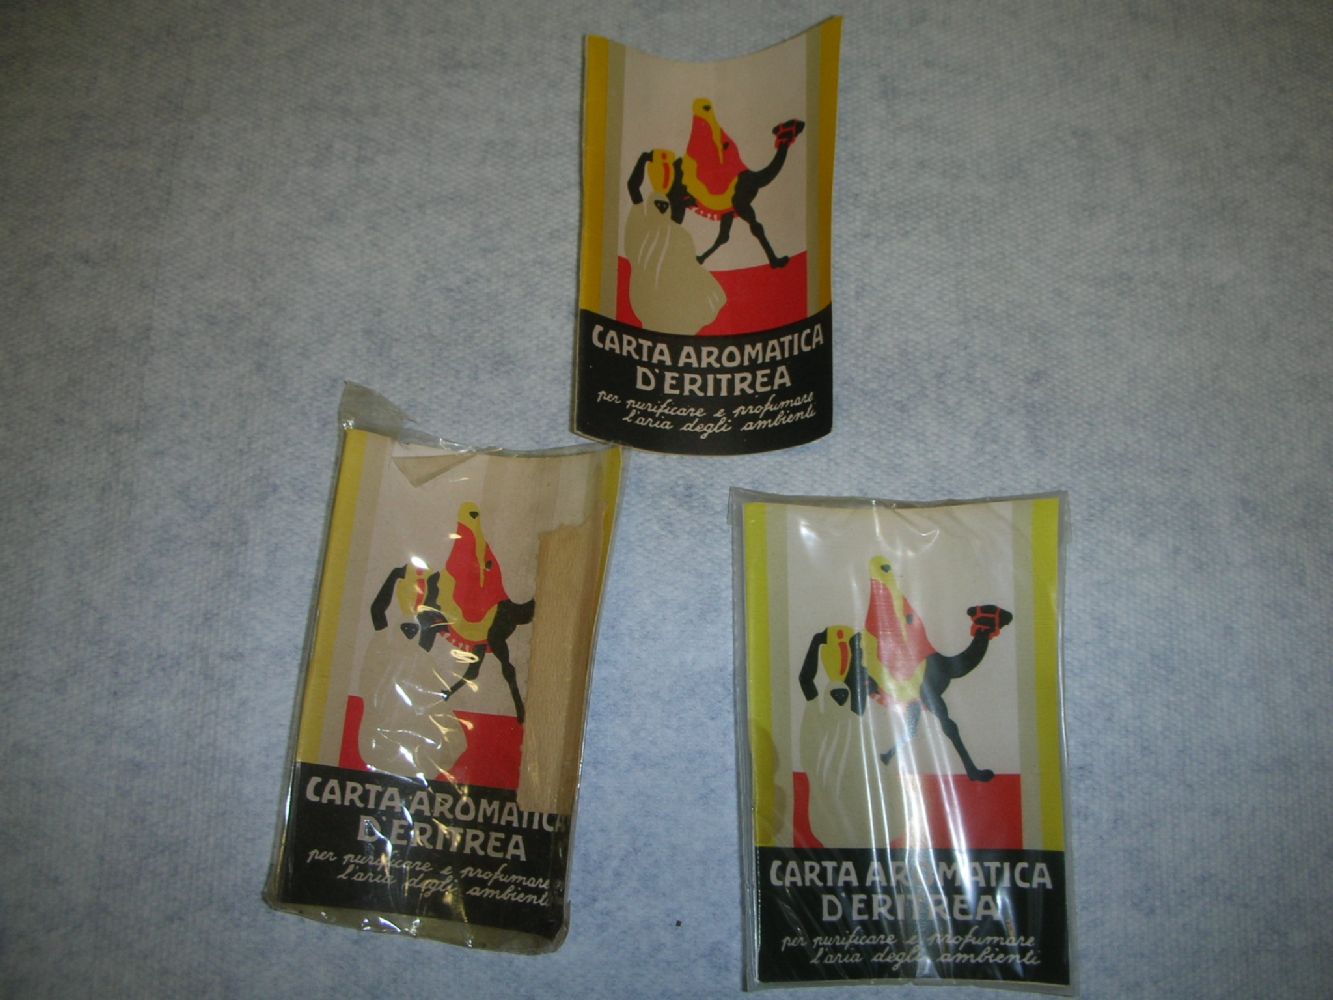 CARTA AROMATICA
D'ERITREA
per purificare e profumare
l'aria degli ambienti
CARTA AROMATICA
D'ERITREA
per purificare e profumare
l'aria degli ambienti
CARTA AROMATICA
D'ERITREA
per purificare e profumare
l'aria degli ambienti